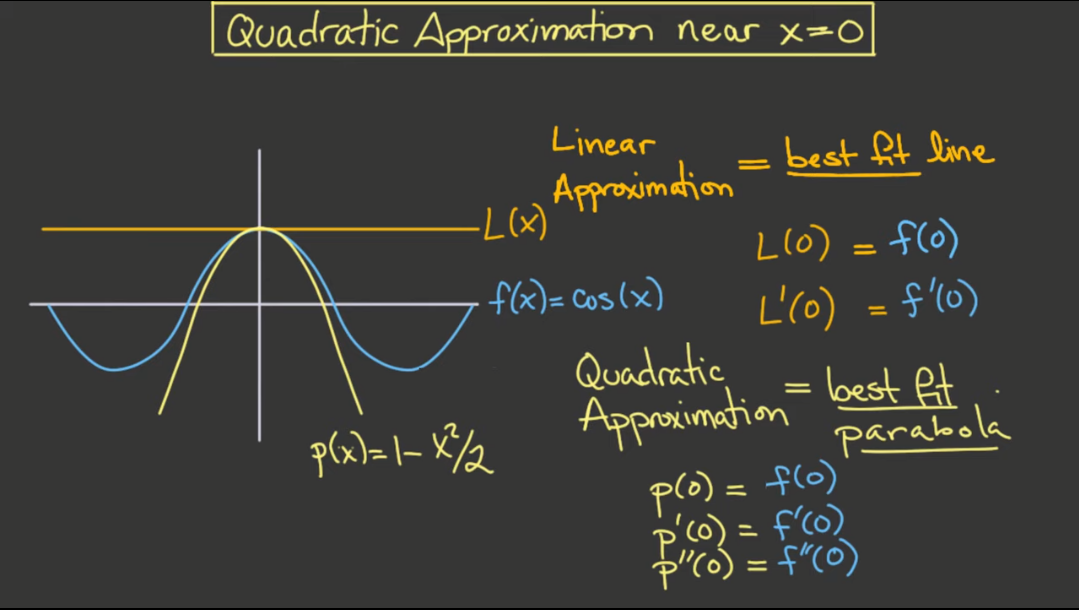 Quadratic Approximation near x=0
Linear Approximation = best fit line
L(x)
L(0) = f(0)
f(x)= cos(x)
L'(0) = f'(0)
Quadratic Approximation = best fit parabola
p(x)=1-x²/2
p(0) = f(0)
p'(0) = f'(0)
p''(0) = f''(0)